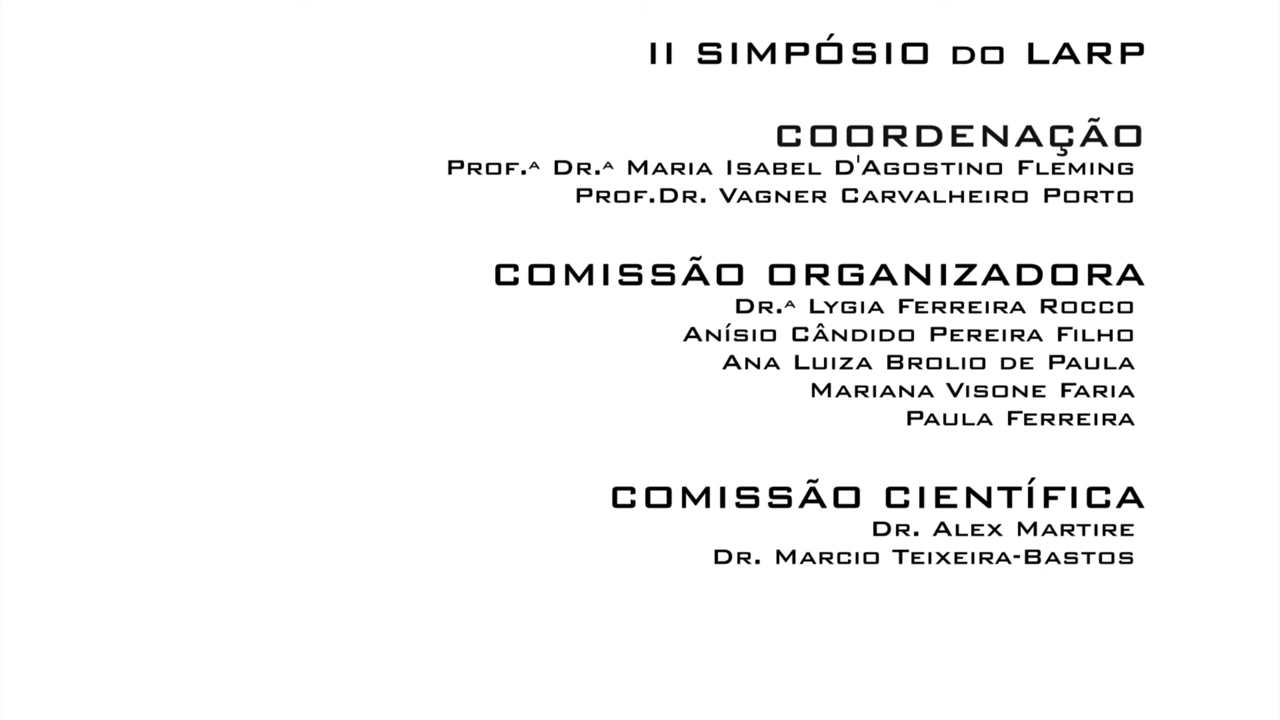 II SIMPÓSIO DO LARP
COORDENAÇÃO
PROF.ª DR.ª MARIA ISABEL D'AGOSTINO FLEMING
PROF.DR. VAGNER CARVALHEIRO PORTO
COMISSÃO ORGANIZADORA
DR.ª LYGIA FERREIRA ROCCO
ANÍSIO CÂNDIDO PEREIRA FILHO
ANA LUIZA BROLIO DE PAULA
MARIANA VISONE FARIA
PAULA FERREIRA
COMISSÃO CIENTÍFICA
DR. ALEX MARTIRE
DR. MARCIO TEIXEIRA-BASTOS